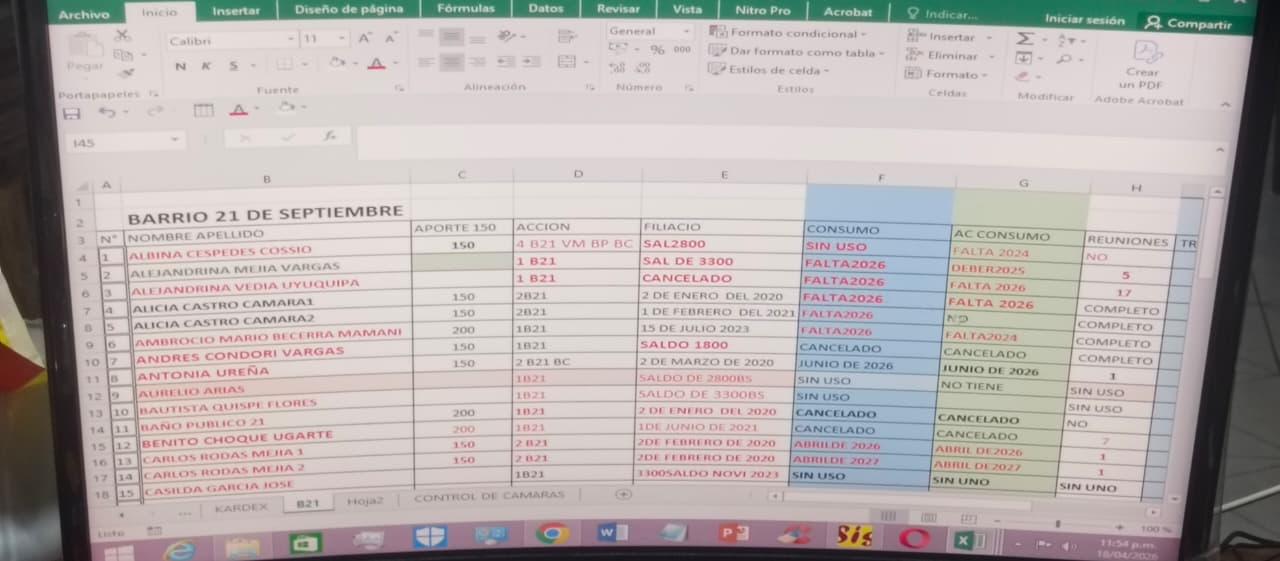 Archivo Inicio Insertar Diseño de página Fórmulas Datos Revisar Vista Nitro Pro Acrobat Indicar... Iniciar sesión Compartir
Pegar
Calibri 11 A A
N K S A
General
% 000
Formato condicional
Dar formato como tabla
Estilos de celda
Insertar
Eliminar
Formato
Crear
un PDF
Portapapeles Fuente Alineación Número Estilos Celdas Modificar Adobe Acrobat
I45 fx
A B C D E F G H
1
2 BARRIO 21 DE SEPTIEMBRE
3 N° NOMBRE APELLIDO APORTE 150 ACCION FILIACIO CONSUMO AC CONSUMO REUNIONES TR
4 1 ALBINA CESPEDES COSSIO 150 4 B21 VM BP BC SAL2800 SIN USO FALTA 2024 NO
5 2 ALEJANDRINA MEJIA VARGAS 1 B21 SAL DE 3300 FALTA2026 DEBER2025 5
6 3 ALEJANDRINA VEDIA UYUQUIPA 1 B21 CANCELADO FALTA2026 FALTA 2026 17
7 4 ALICIA CASTRO CAMARA1 150 2B21 2 DE ENERO DEL 2020 FALTA2026 FALTA 2026 COMPLETO
8 5 ALICIA CASTRO CAMARA2 150 2B21 1 DE FEBRERO DEL 2021 FALTA2026 COMPLETO
9 6 AMBROCIO MARIO BECERRA MAMANI 200 1B21 15 DE JULIO 2023 FALTA2026 FALTA2024 COMPLETO
10 7 ANDRES CONDORI VARGAS 150 1B21 SALDO 1800 CANCELADO CANCELADO COMPLETO
11 8 ANTONIA UREÑA 150 2 B21 BC 2 DE MARZO DE 2020 JUNIO DE 2026 JUNIO DE 2026 1
12 9 AURELIO ARIAS 1B21 SALDO DE 2800BS SIN USO NO TIENE SIN USO
13 10 BAUTISTA QUISPE FLORES 1B21 SALDO DE 3300BS SIN USO SIN USO
14 11 BAÑO PUBLICO 21 200 1B21 2 DE ENERO DEL 2020 CANCELADO CANCELADO NO
15 12 BENITO CHOQUE UGARTE 200 1B21 1DE JUNIO DE 2021 CANCELADO CANCELADO 7
16 13 CARLOS RODAS MEJIA 1 150 2 B21 2DE FEBRERO DE 2020 ABRILDE 2026 ABRIL DE2026 1
17 14 CARLOS RODAS MEJIA 2 150 2 B21 2DE FEBRERO DE 2020 ABRILDE 2027 ABRIL DE2027 1
18 15 CASILDA GARCIA JOSE 1B21 3300SALDO NOVI 2023 SIN USO SIN UNO SIN UNO
... KARDEX B21 Hoja2 CONTROL DE CAMARAS
Listo 100 %
Sis
11:54 p.m.
18/04/2026